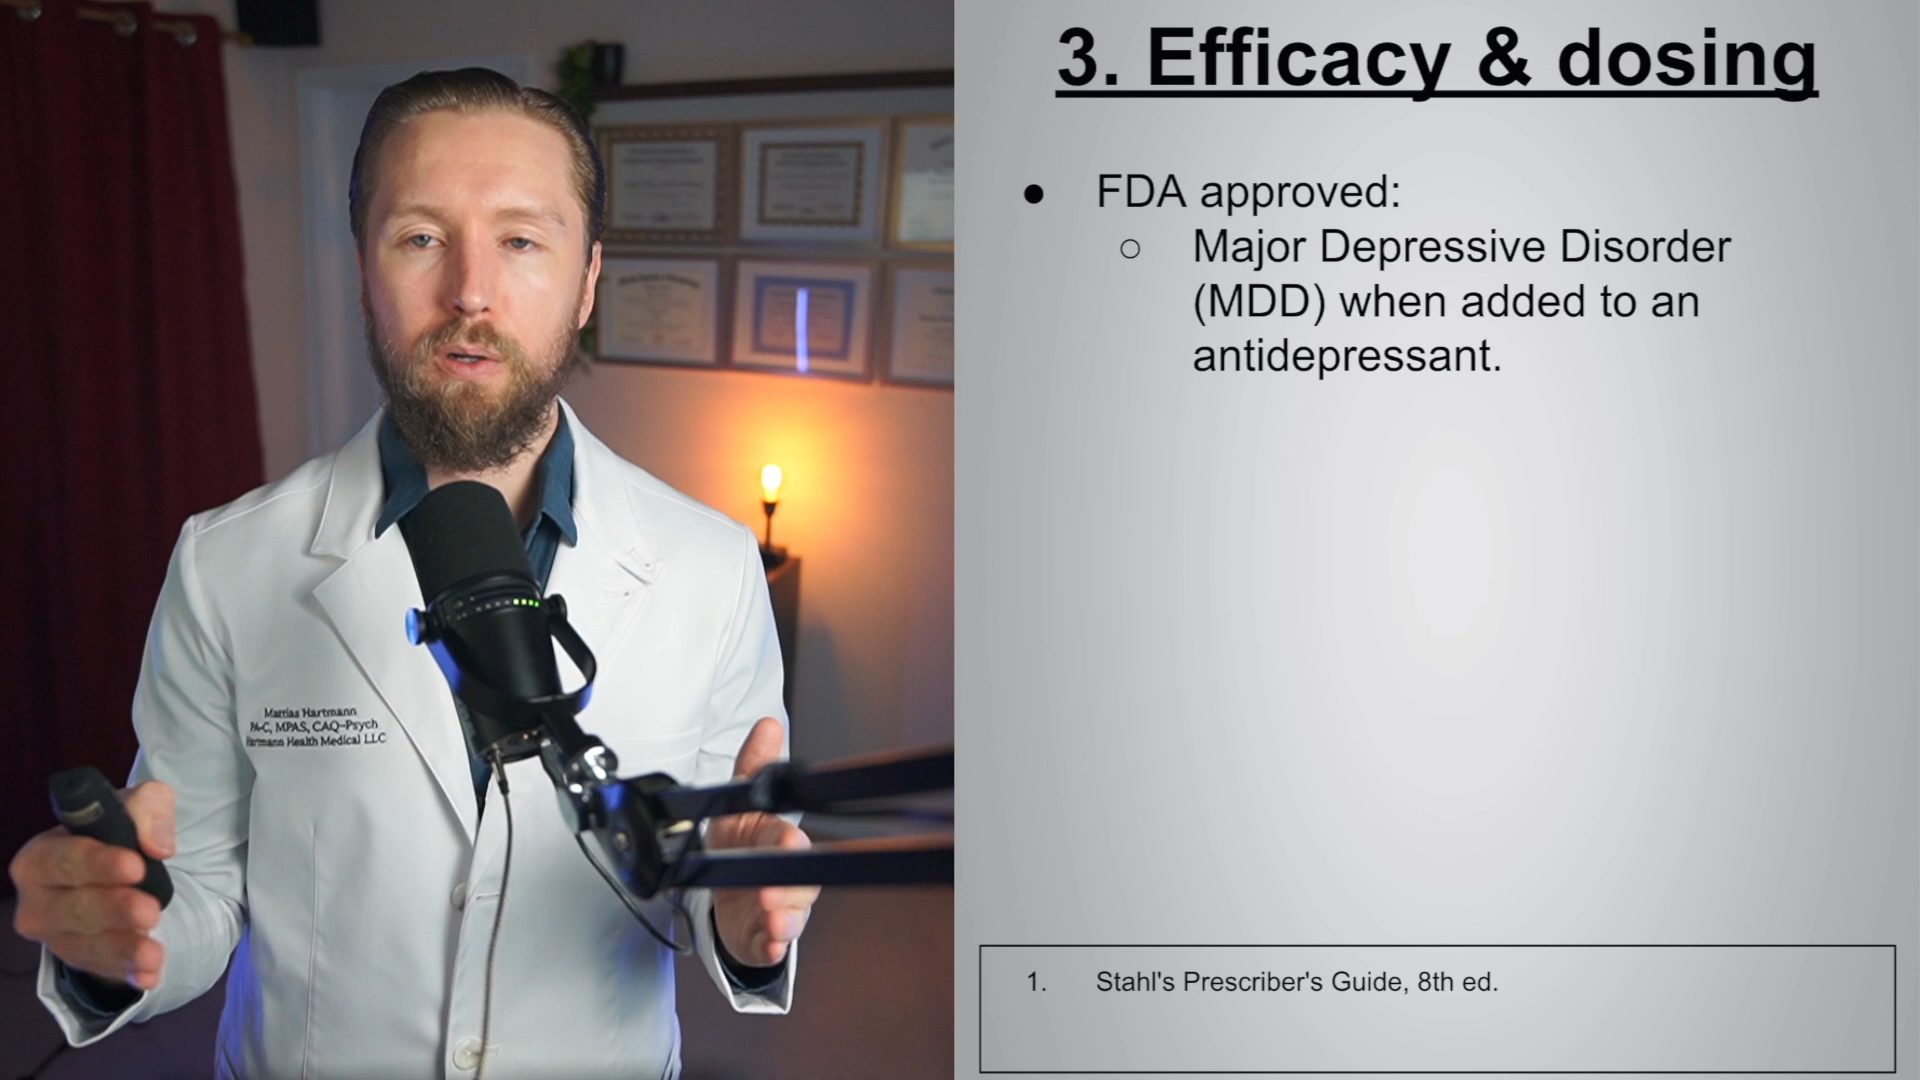 3. Efficacy & dosing
● FDA approved:
○ Major Depressive Disorder
(MDD) when added to an
antidepressant.
1. Stahl's Prescriber's Guide, 8th ed.
Mattias Hartmann
PA-C, MPAS, CAQ-Psych
Hartmann Health Medical LLC